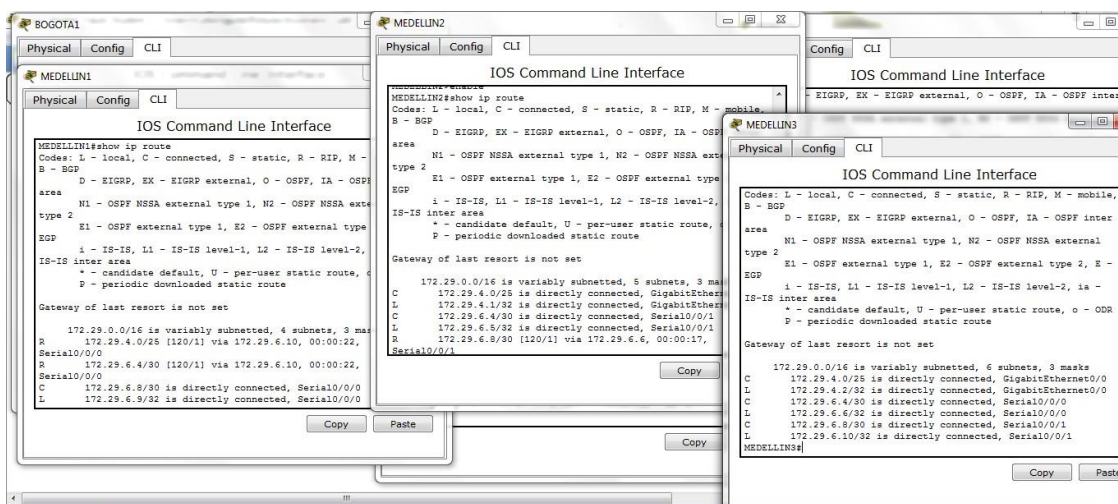 BOGOTA1
Physical Config CLI
MEDELLIN1
Physical Config CLI
IOS Command Line Interface
MEDELLIN1#show ip route
Codes: L - local, C - connected, S - static, R - RIP, M -
B - BGP
D - EIGRP, EX - EIGRP external, O - OSPF, IA - OSPF
area
N1 - OSPF NSSA external type 1, N2 - OSPF NSSA exte
type 2
E1 - OSPF external type 1, E2 - OSPF external type
EGP
i - IS-IS, L1 - IS-IS level-1, L2 - IS-IS level-2,
IS-IS inter area
* - candidate default, U - per-user static route, o
P - periodic downloaded static route
Gateway of last resort is not set
172.29.0.0/16 is variably subnetted, 4 subnets, 3 mas
R 172.29.4.0/25 [120/1] via 172.29.6.10, 00:00:22,
Serial0/0/0
R 172.29.6.4/30 [120/1] via 172.29.6.10, 00:00:22,
Serial0/0/0
C 172.29.6.8/30 is directly connected, Serial0/0/0
L 172.29.6.9/32 is directly connected, Serial0/0/0
Copy Paste
MEDELLIN2
Physical Config CLI
IOS Command Line Interface
MEDELLIN2>enable
MEDELLIN2#show ip route
Codes: L - local, C - connected, S - static, R - RIP, M - mobile,
B - BGP
D - EIGRP, EX - EIGRP external, O - OSPF, IA - OSPF
area
N1 - OSPF NSSA external type 1, N2 - OSPF NSSA exte
type 2
E1 - OSPF external type 1, E2 - OSPF external type
EGP
i - IS-IS, L1 - IS-IS level-1, L2 - IS-IS level-2,
IS-IS inter area
* - candidate default, U - per-user static route, o
P - periodic downloaded static route
Gateway of last resort is not set
172.29.0.0/16 is variably subnetted, 5 subnets, 3 ma
C 172.29.4.0/25 is directly connected, GigabitEther
L 172.29.4.1/32 is directly connected, GigabitEther
C 172.29.6.4/30 is directly connected, Serial0/0/1
L 172.29.6.5/32 is directly connected, Serial0/0/1
R 172.29.6.8/30 [120/1] via 172.29.6.6, 00:00:17,
Serial0/0/1
Copy
Copy
Config CLI
IOS Command Line Interface
- EIGRP, EX - EIGRP external, O - OSPF, IA - OSPF inter
MEDELLIN3
Physical Config CLI
IOS Command Line Interface
Codes: L - local, C - connected, S - static, R - RIP, M - mobile,
B - BGP
D - EIGRP, EX - EIGRP external, O - OSPF, IA - OSPF inter
area
N1 - OSPF NSSA external type 1, N2 - OSPF NSSA external
type 2
E1 - OSPF external type 1, E2 - OSPF external type 2, E -
EGP
i - IS-IS, L1 - IS-IS level-1, L2 - IS-IS level-2, ia -
IS-IS inter area
* - candidate default, U - per-user static route, o - ODR
P - periodic downloaded static route
Gateway of last resort is not set
172.29.0.0/16 is variably subnetted, 6 subnets, 3 masks
C 172.29.4.0/25 is directly connected, GigabitEthernet0/0
L 172.29.4.2/32 is directly connected, GigabitEthernet0/0
C 172.29.6.4/30 is directly connected, Serial0/0/0
L 172.29.6.6/32 is directly connected, Serial0/0/0
C 172.29.6.8/30 is directly connected, Serial0/0/1
L 172.29.6.10/32 is directly connected, Serial0/0/1
MEDELLIN3#
Copy Paste